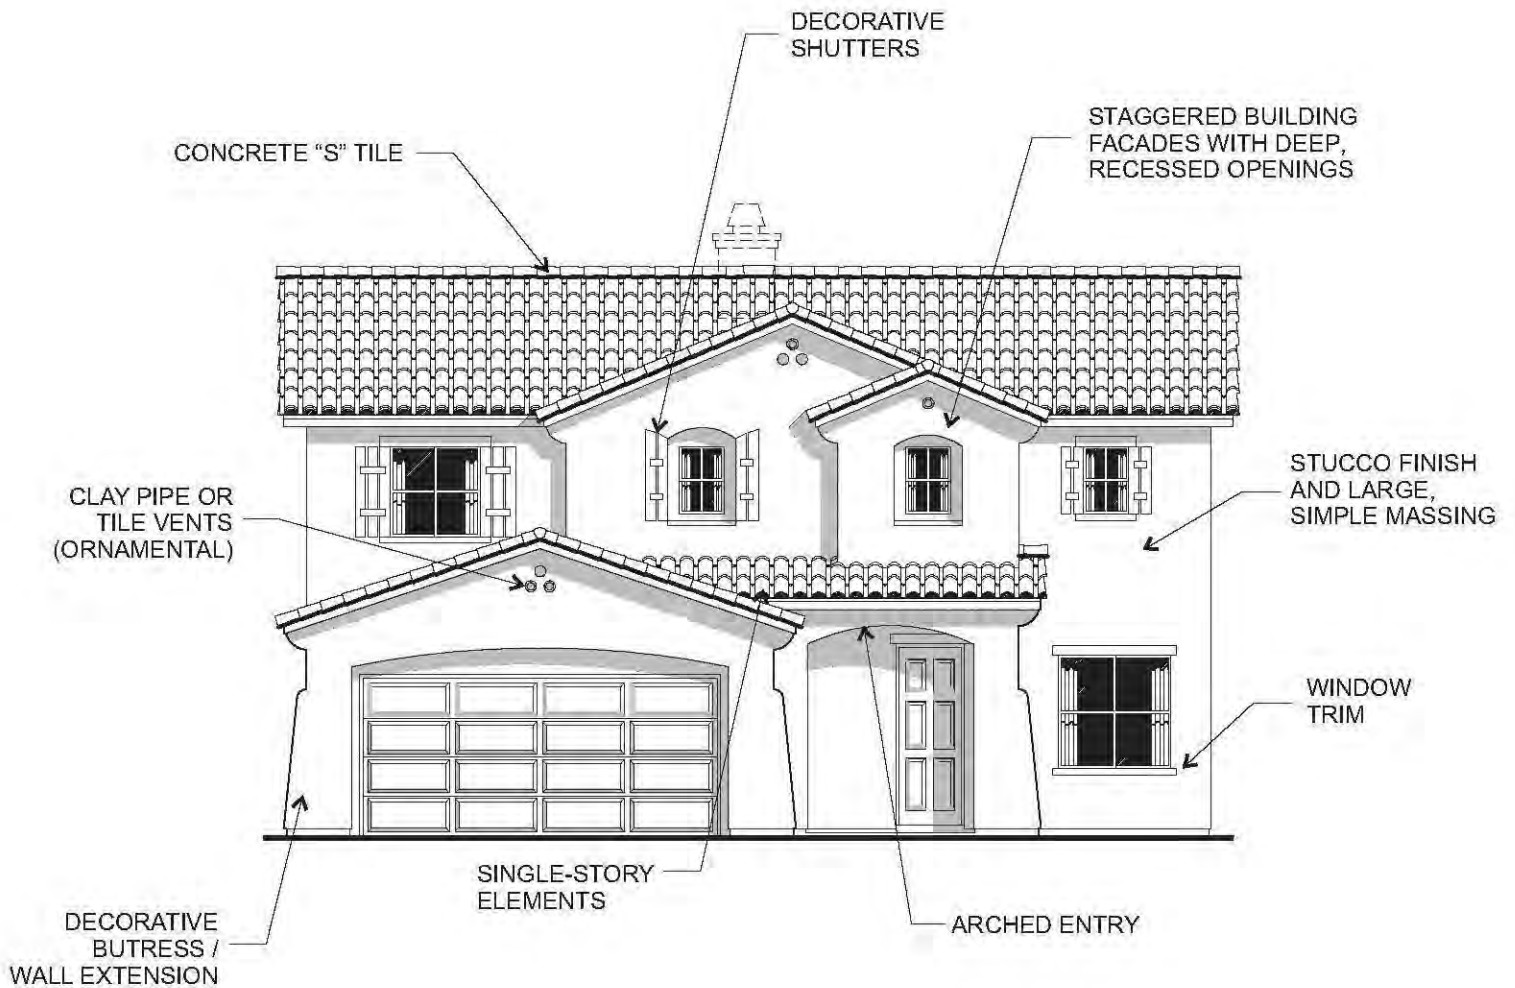 DECORATIVE
SHUTTERS
STAGGERED BUILDING
FACADES WITH DEEP,
RECESSED OPENINGS
CONCRETE “S” TILE
STUCCO FINISH
AND LARGE,
SIMPLE MASSING
CLAY PIPE OR
TILE VENTS
(ORNAMENTAL)
WINDOW
TRIM
SINGLE-STORY
ELEMENTS
ARCHED ENTRY
DECORATIVE
BUTRESS /
WALL EXTENSION